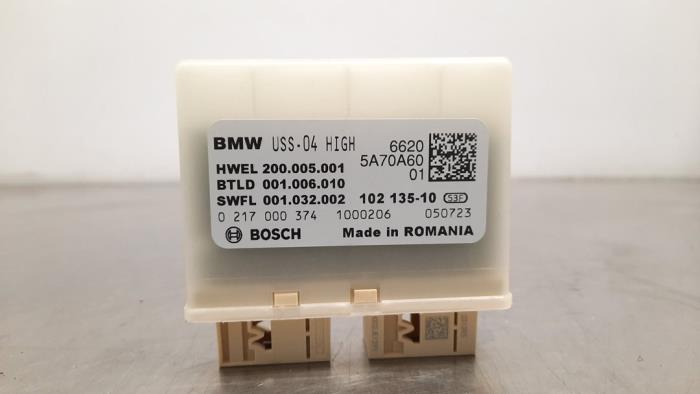 BMW USS-04 HIGH 6620
5A70A60
01
HWEL 200.005.001
BTLD 001.006.010
SWFL 001.032.002 102 135-10 53F
0 217 000 374 1000206 050723
BOSCH Made in ROMANIA